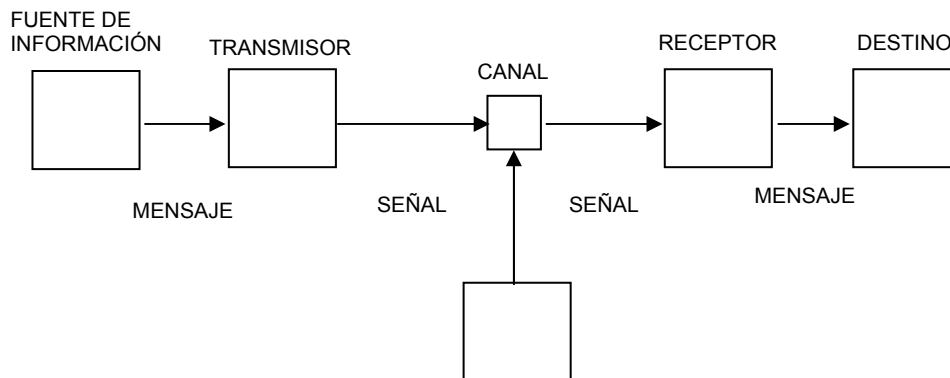 FUENTE DE
INFORMACIÓN
TRANSMISOR
CANAL
RECEPTOR
DESTINO
MENSAJE
SEÑAL
SEÑAL
MENSAJE